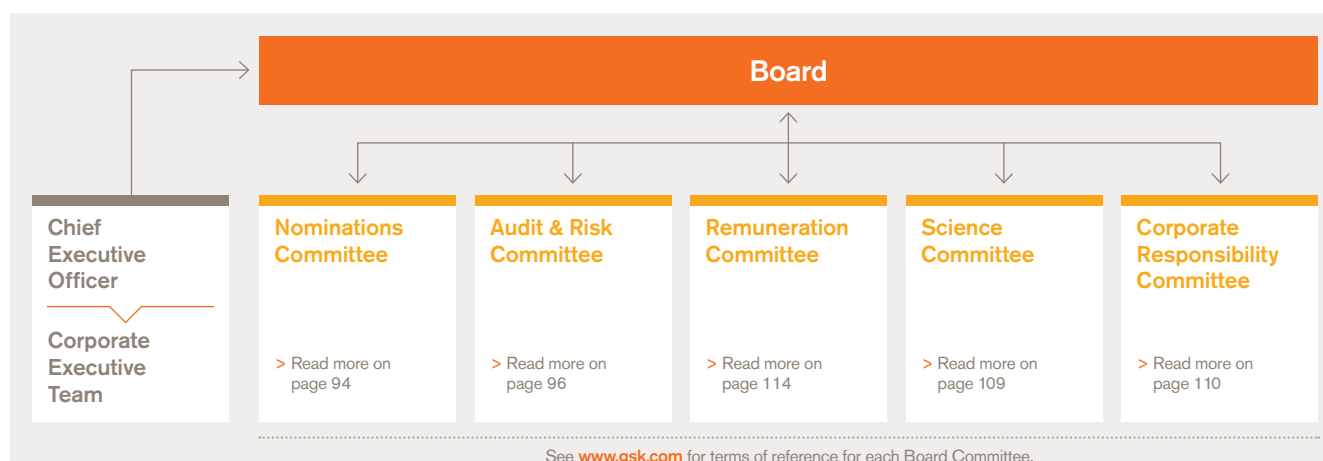 Board
Chief
Executive
Officer
Corporate
Executive
Team
Nominations
Committee
> Read more on
page 94
Audit & Risk
Committee
> Read more on
page 96
Remuneration
Committee
> Read more on
page 114
Science
Committee
> Read more on
page 109
Corporate
Responsibility
Committee
> Read more on
page 110
See www.gsk.com for terms of reference for each Board Committee.